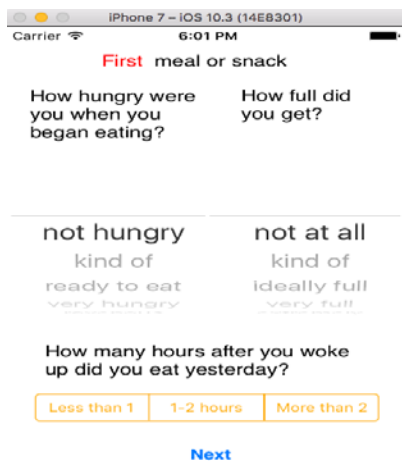 iPhone 7 – iOS 10.3 (14E8301)
Carrier 6:01 PM
First meal or snack
How hungry were
you when you
began eating?
How full did
you get?
not hungry
kind of
ready to eat
very hungry
not at all
kind of
ideally full
very full
How many hours after you woke
up did you eat yesterday?
Less than 1 1-2 hours More than 2
Next